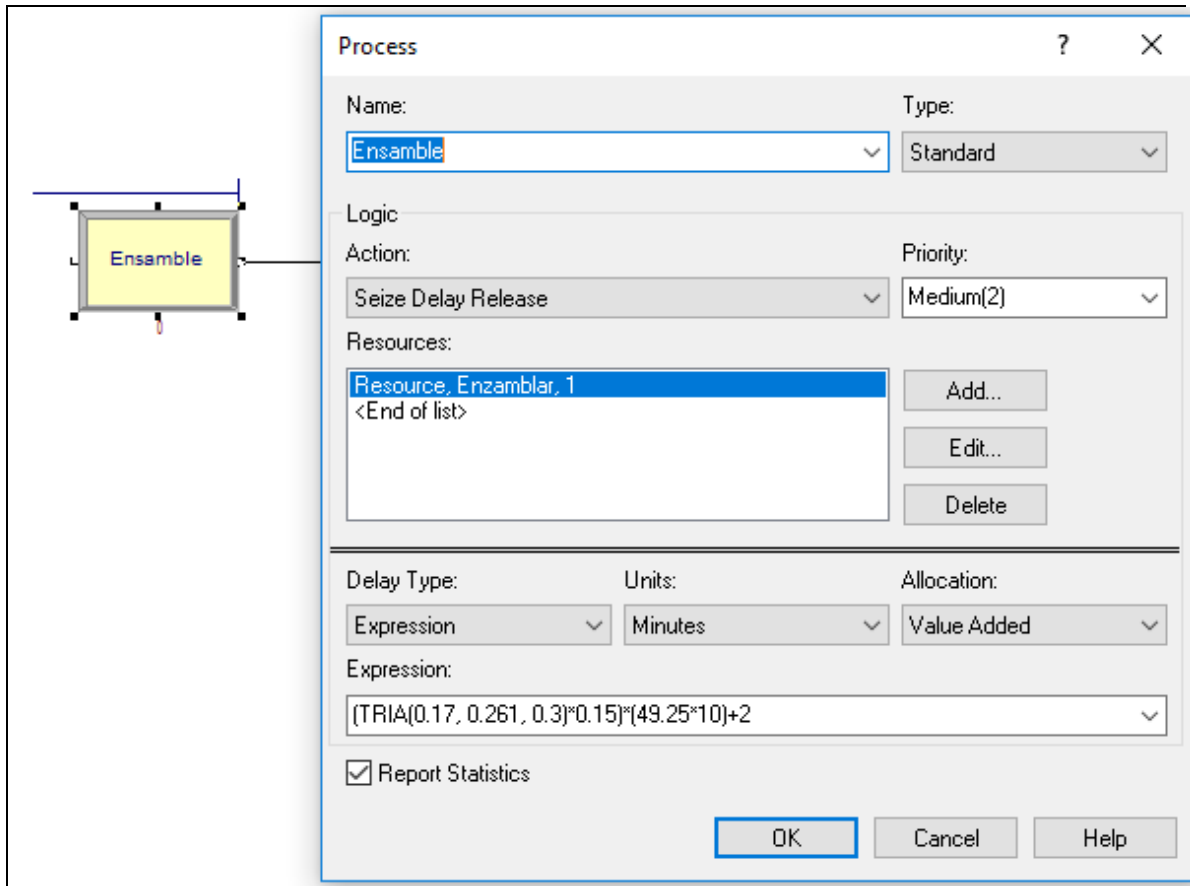 Process ?
Name: Type:
Ensamble Standard
Logic
Action: Priority:
Seize Delay Release Medium(2)
Resources:
Resource, Enzamblar, 1
<End of list>
Add...
Edit...
Delete
Delay Type: Units: Allocation:
Expression Minutes Value Added
Expression:
(TRIA(0.17, 0.261, 0.3)*0.15)*(49.25*10)+2
Report Statistics
OK Cancel Help
Ensamble
0